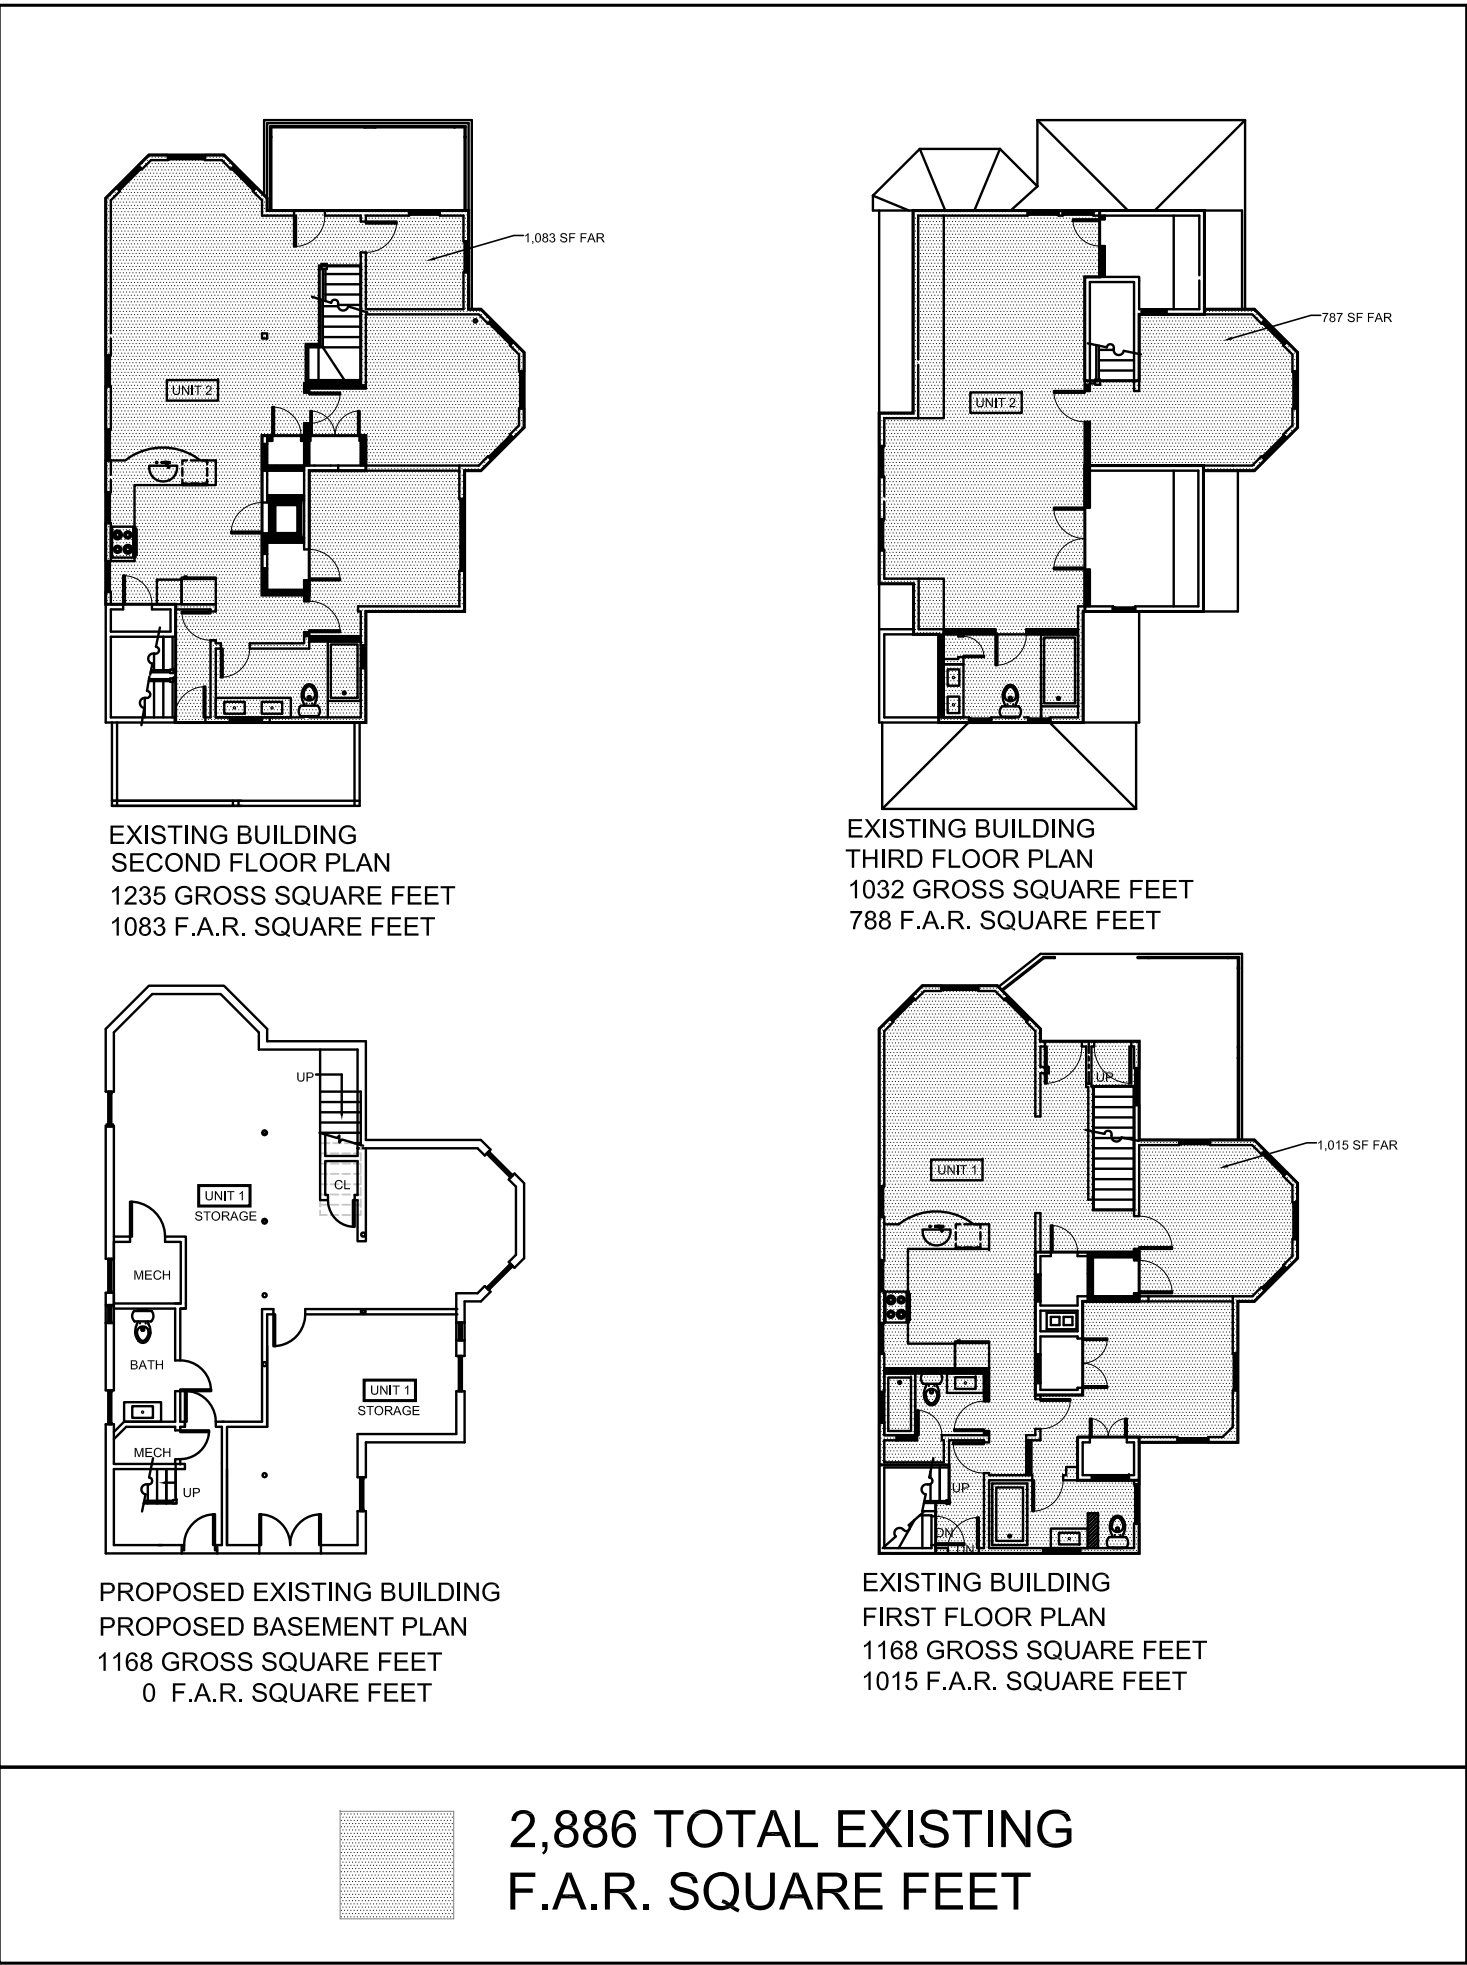 1,083 SF FAR
UNIT 2
EXISTING BUILDING
SECOND FLOOR PLAN
1235 GROSS SQUARE FEET
1083 F.A.R. SQUARE FEET
787 SF FAR
UNIT 2
EXISTING BUILDING
THIRD FLOOR PLAN
1032 GROSS SQUARE FEET
788 F.A.R. SQUARE FEET
UP
CL
UNIT 1
STORAGE
MECH
BATH
UNIT 1
STORAGE
MECH
UP
PROPOSED EXISTING BUILDING
PROPOSED BASEMENT PLAN
1168 GROSS SQUARE FEET
0 F.A.R. SQUARE FEET
UP
1,015 SF FAR
UNIT 1
UP
DN
DN
EXISTING BUILDING
FIRST FLOOR PLAN
1168 GROSS SQUARE FEET
1015 F.A.R. SQUARE FEET
2,886 TOTAL EXISTING
F.A.R. SQUARE FEET